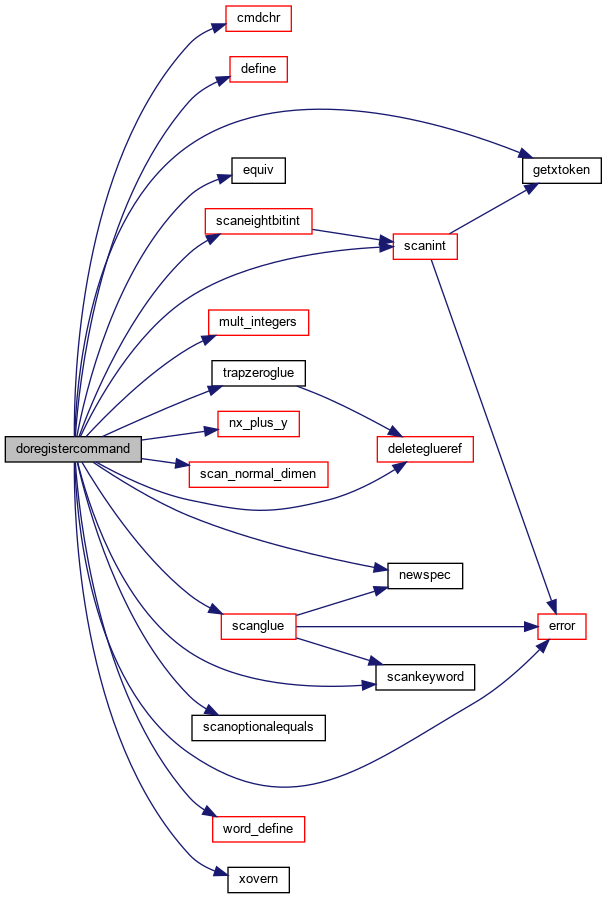 cmdchr
define
getxtoken
equiv
scaneightbitint
scanint
mult_integers
trapzeroglue
nx_plus_y
doregistercommand
deleteglueref
scan_normal_dimen
newspec
scanglue
error
scankeyword
scanoptionalequals
word_define
xovern